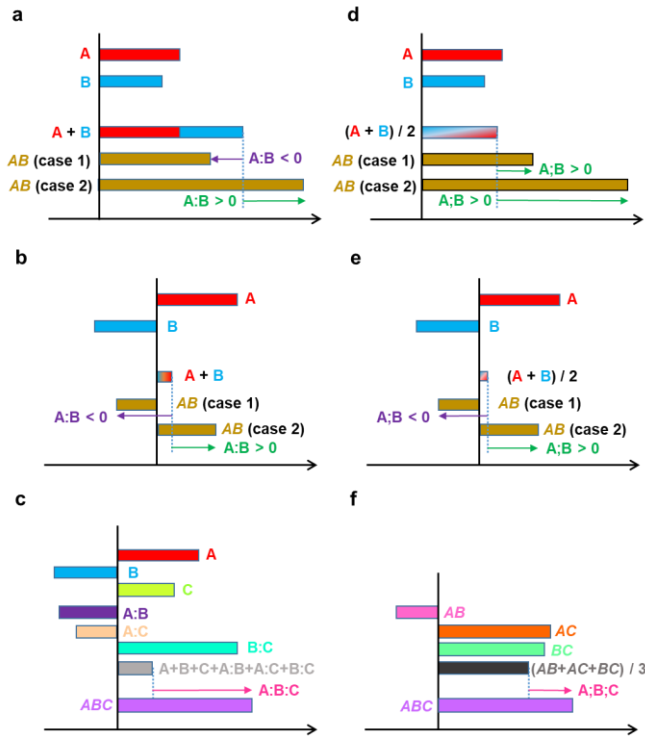 a
A
B
A + B
AB (case 1)
A:B < 0
AB (case 2)
A:B > 0
d
A
B
(A + B) / 2
AB (case 1)
A;B > 0
AB (case 2)
A;B > 0
b
A
B
A + B
AB (case 1)
A:B < 0
AB (case 2)
A:B > 0
e
A
B
(A + B) / 2
AB (case 1)
A;B < 0
AB (case 2)
A;B > 0
c
A
B
C
A:B
A:C
B:C
A+B+C+A:B+A:C+B:C
A:B:C
ABC
f
AB
AC
BC
(AB+AC+BC) / 3
A;B;C
ABC